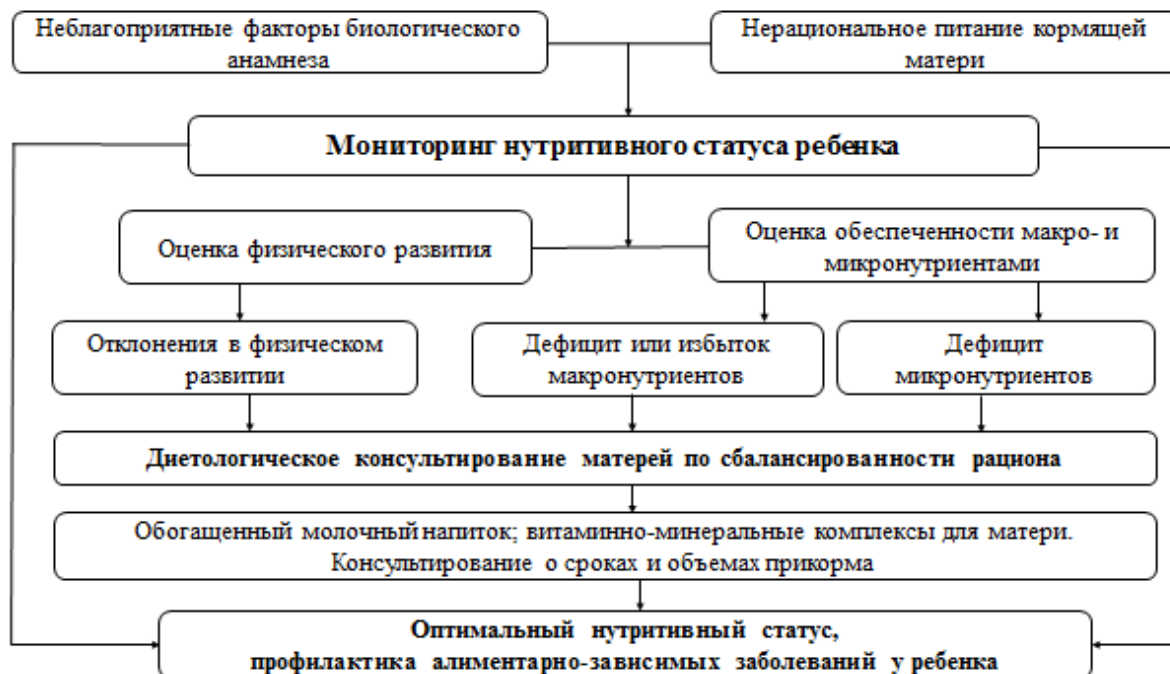 Неблагоприятные факторы биологического
анамнеза
Нерациональное питание кормящей
матери
Мониторинг нутритивного статуса ребенка
Оценка физического развития
Оценка обеспеченности макро- и
микронутриентами
Отклонения в физическом
развитии
Дефицит или избыток
макронутриентов
Дефицит
микронутриентов
Диетологическое консультирование матерей по сбалансированности рациона
Обогащенный молочный напиток; витаминно-минеральные комплексы для матери.
Консультирование о сроках и объемах прикорма
Оптимальный нутритивный статус,
профилактика алиментарно-зависимых заболеваний у ребенка